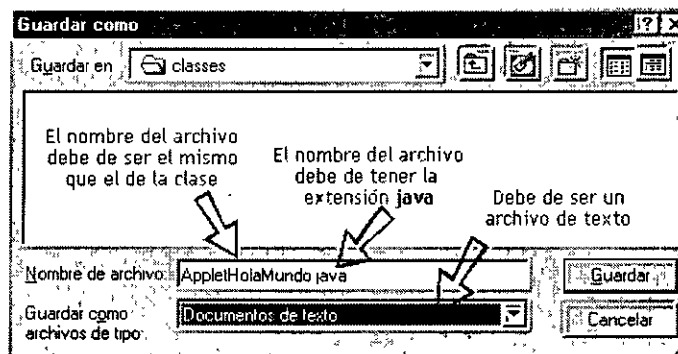 Guardar como
Guardar en classes
El nombre del archivo
debe de ser el mismo
que el de la clase
El nombre del archivo
debe de tener la
extensión java
Debe de ser un
archivo de texto
Nombre de archivo: AppletHolaMundo java Guardar
Guardar como
archivos de tipo: Documentos de texto Cancelar